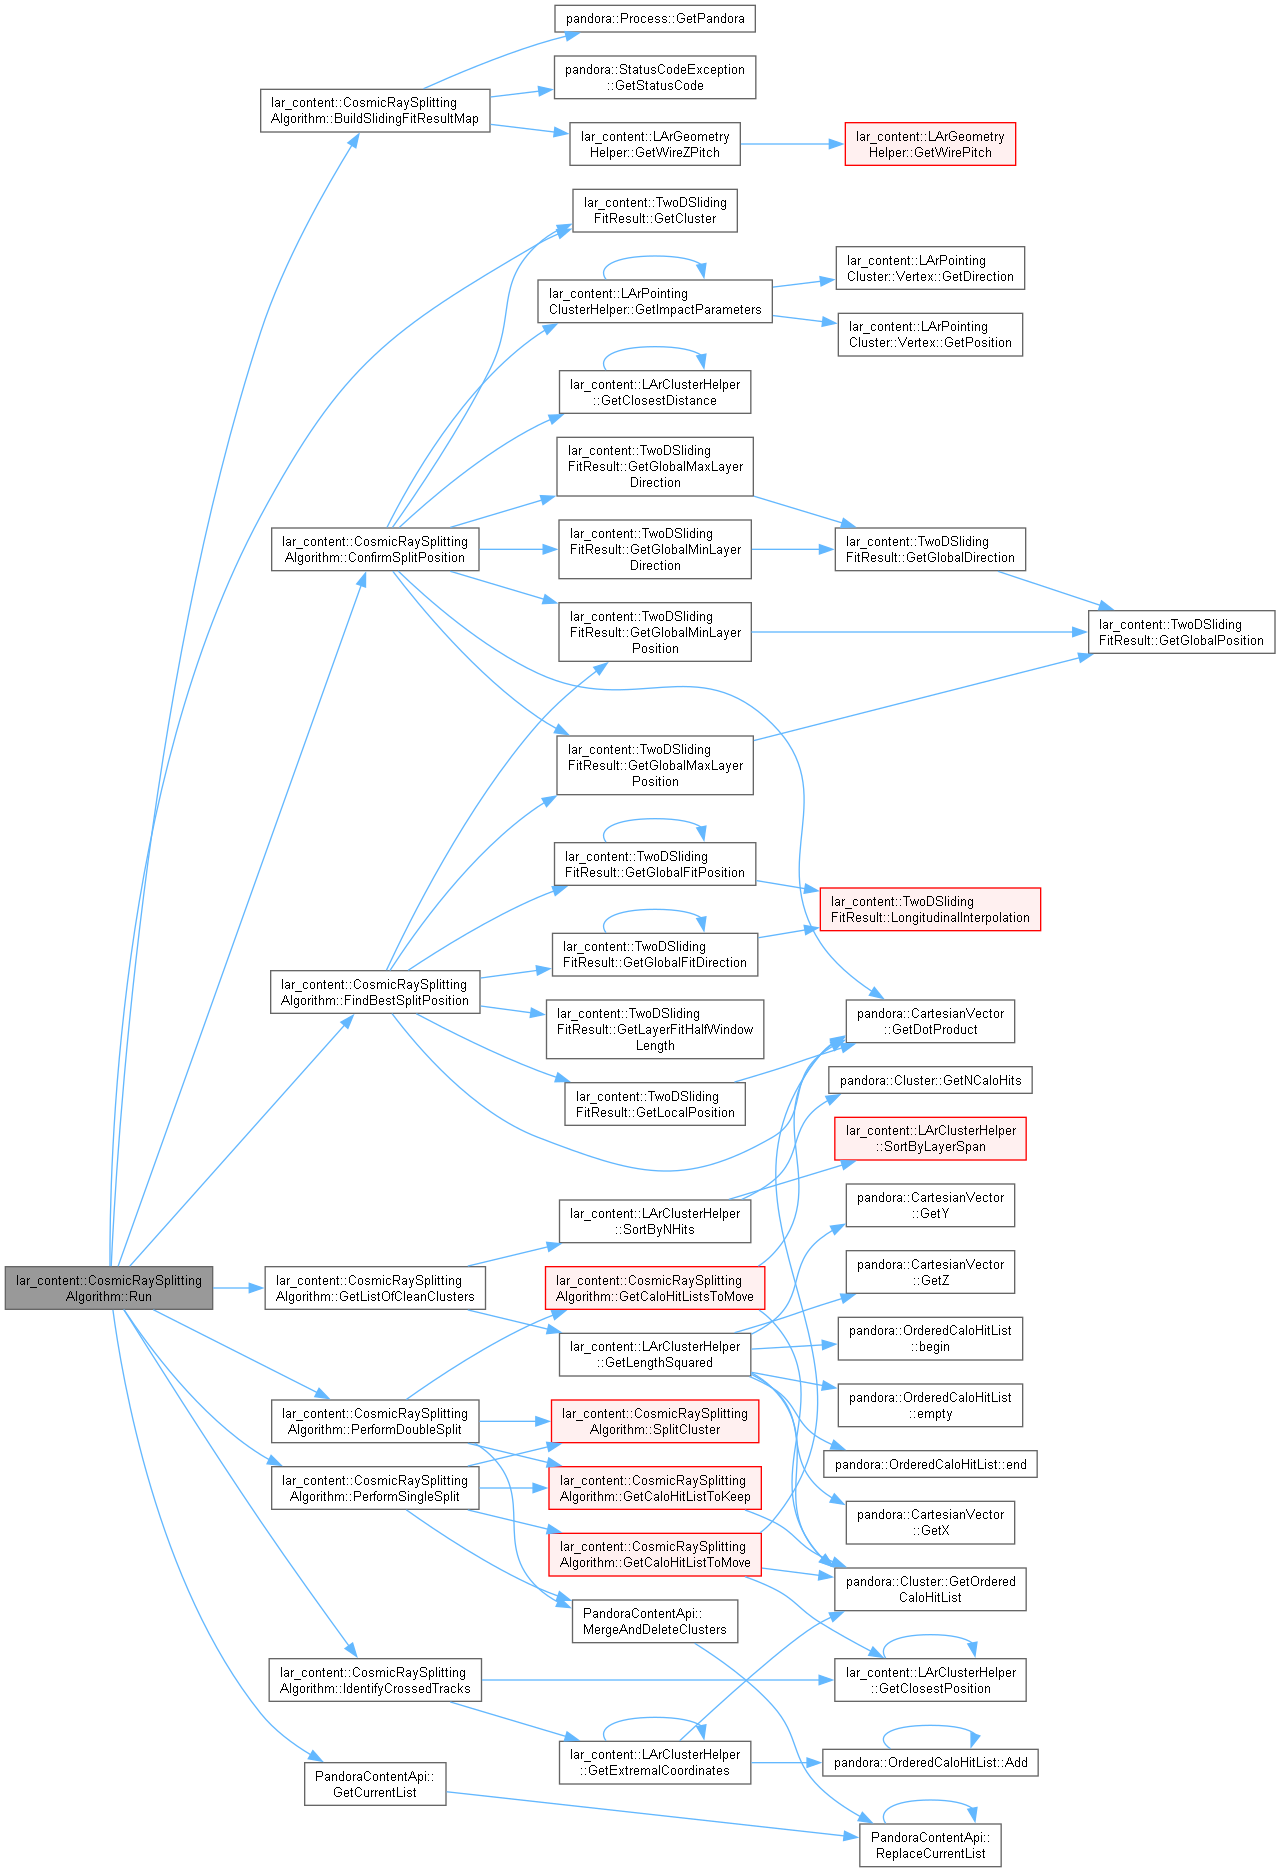 pandora::Process::GetPandora
pandora::StatusCodeException
::GetStatusCode
lar_content::CosmicRaySplitting
Algorithm::BuildSlidingFitResultMap
lar_content::LArGeometry
Helper::GetWireZPitch
lar_content::LArGeometry
Helper::GetWirePitch
lar_content::TwoDSliding
FitResult::GetCluster
lar_content::LArPointing
ClusterHelper::GetImpactParameters
lar_content::LArPointing
Cluster::Vertex::GetDirection
lar_content::LArPointing
Cluster::Vertex::GetPosition
lar_content::LArClusterHelper
::GetClosestDistance
lar_content::TwoDSliding
FitResult::GetGlobalMaxLayer
Direction
lar_content::CosmicRaySplitting
Algorithm::ConfirmSplitPosition
lar_content::TwoDSliding
FitResult::GetGlobalMinLayer
Direction
lar_content::TwoDSliding
FitResult::GetGlobalDirection
lar_content::TwoDSliding
FitResult::GetGlobalMinLayer
Position
lar_content::TwoDSliding
FitResult::GetGlobalPosition
lar_content::TwoDSliding
FitResult::GetGlobalMaxLayer
Position
lar_content::TwoDSliding
FitResult::GetGlobalFitPosition
lar_content::TwoDSliding
FitResult::LongitudinalInterpolation
lar_content::TwoDSliding
FitResult::GetGlobalFitDirection
lar_content::CosmicRaySplitting
Algorithm::FindBestSplitPosition
lar_content::TwoDSliding
FitResult::GetLayerFitHalfWindow
Length
pandora::CartesianVector
::GetDotProduct
lar_content::TwoDSliding
FitResult::GetLocalPosition
pandora::Cluster::GetNCaloHits
lar_content::LArClusterHelper
::SortByLayerSpan
lar_content::LArClusterHelper
::SortByNHits
pandora::CartesianVector
::GetY
lar_content::CosmicRaySplitting
Algorithm::Run
lar_content::CosmicRaySplitting
Algorithm::GetListOfCleanClusters
lar_content::CosmicRaySplitting
Algorithm::GetCaloHitListsToMove
pandora::CartesianVector
::GetZ
lar_content::LArClusterHelper
::GetLengthSquared
pandora::OrderedCaloHitList
::begin
pandora::OrderedCaloHitList
::empty
lar_content::CosmicRaySplitting
Algorithm::PerformDoubleSplit
lar_content::CosmicRaySplitting
Algorithm::SplitCluster
pandora::OrderedCaloHitList::end
lar_content::CosmicRaySplitting
Algorithm::PerformSingleSplit
lar_content::CosmicRaySplitting
Algorithm::GetCaloHitListToKeep
pandora::CartesianVector
::GetX
lar_content::CosmicRaySplitting
Algorithm::GetCaloHitListToMove
pandora::Cluster::GetOrdered
CaloHitList
PandoraContentApi::
MergeAndDeleteClusters
lar_content::CosmicRaySplitting
Algorithm::IdentifyCrossedTracks
lar_content::LArClusterHelper
::GetClosestPosition
lar_content::LArClusterHelper
::GetExtremalCoordinates
pandora::OrderedCaloHitList::Add
PandoraContentApi::
GetCurrentList
PandoraContentApi::
ReplaceCurrentList